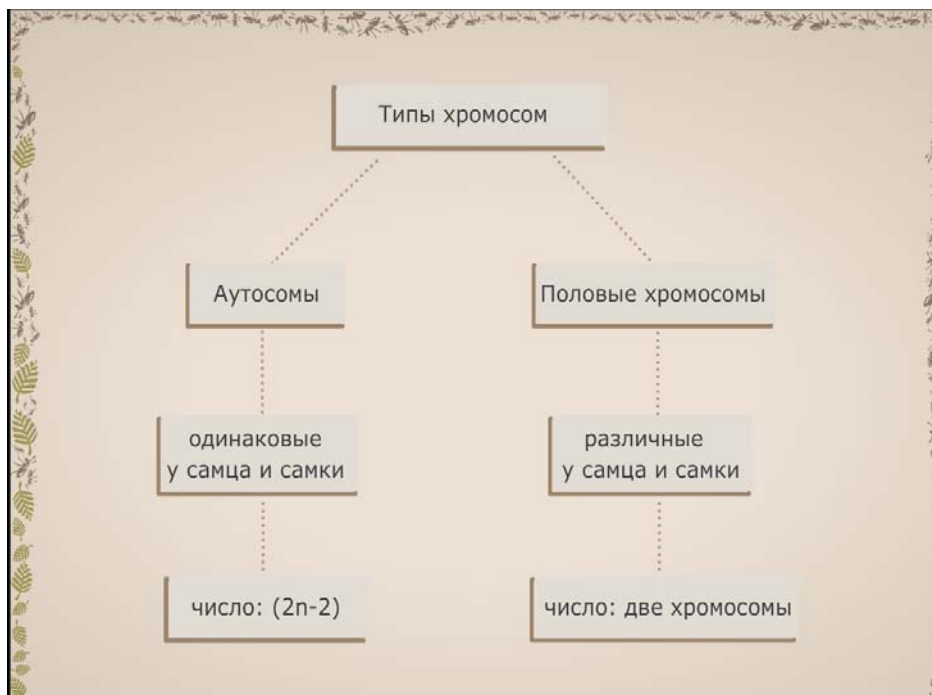 Типы хромосом
Аутосомы
Половые хромосомы
одинаковые
у самца и самки
различные
у самца и самки
число: (2n-2)
число: две хромосомы